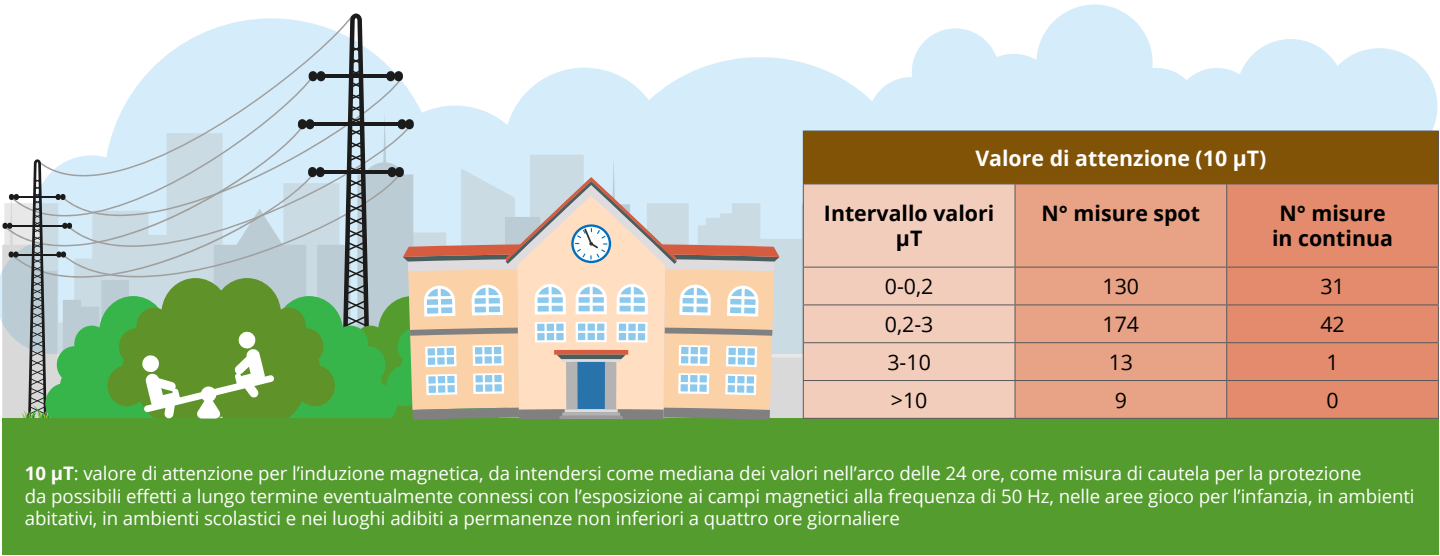 Valore di attenzione (10 µT)
Intervallo valori µT N° misure spot N° misure in continua
0-0,2 130 31
0,2-3 174 42
3-10 13 1
>10 9 0
10 µT: valore di attenzione per l’induzione magnetica, da intendersi come mediana dei valori nell’arco delle 24 ore, come misura di cautela per la protezione
da possibili effetti a lungo termine eventualmente connessi con l’esposizione ai campi magnetici alla frequenza di 50 Hz, nelle aree gioco per l’infanzia, in ambienti
abitativi, in ambienti scolastici e nei luoghi adibiti a permanenze non inferiori a quattro ore giornaliere